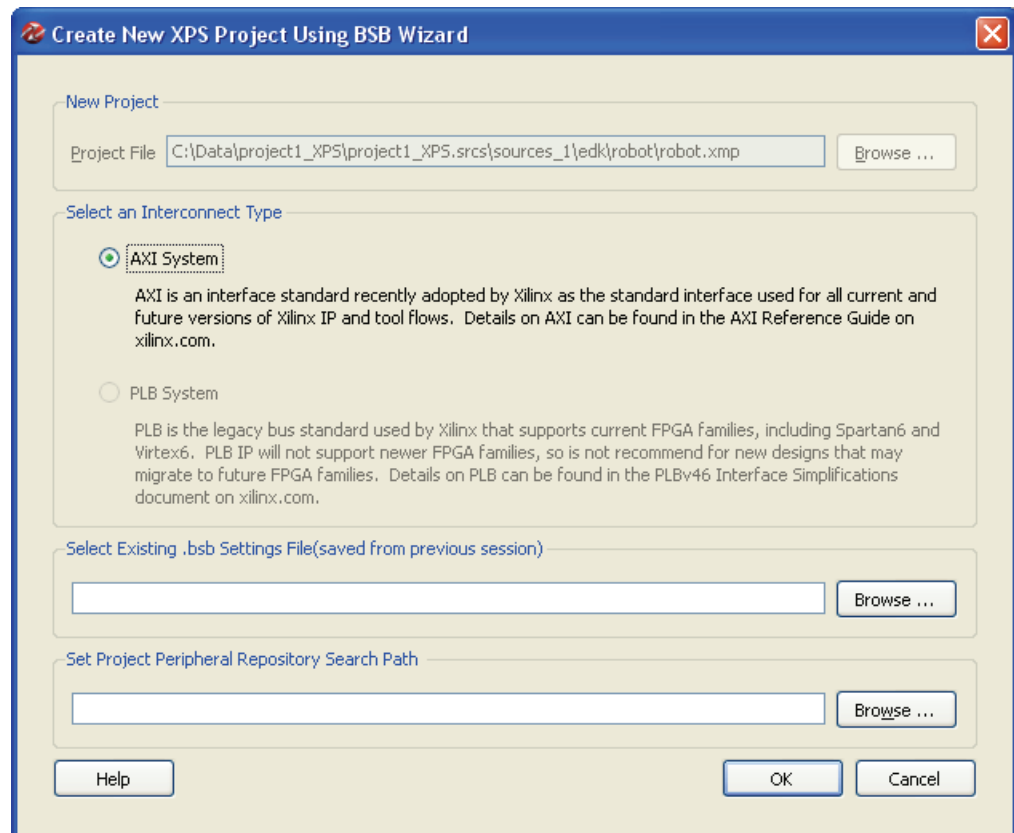 Create New XPS Project Using BSB Wizard
New Project
Project File C:\Data\project1_XPS\project1_XPS.srcs\sources_1\edk\robot\robot.xmp Browse ...
Select an Interconnect Type
AXI System
AXI is an interface standard recently adopted by Xilinx as the standard interface used for all current and
future versions of Xilinx IP and tool flows.  Details on AXI can be found in the AXI Reference Guide on
xilinx.com.
PLB System
PLB is the legacy bus standard used by Xilinx that supports current FPGA families, including Spartan6 and
Virtex6.  PLB IP will not support newer FPGA families, so is not recommend for new designs that may
migrate to future FPGA families.  Details on PLB can be found in the PLBv46 Interface Simplifications
document on xilinx.com.
Select Existing .bsb Settings File(saved from previous session)
Browse ...
Set Project Peripheral Repository Search Path
Browse ...
Help OK Cancel